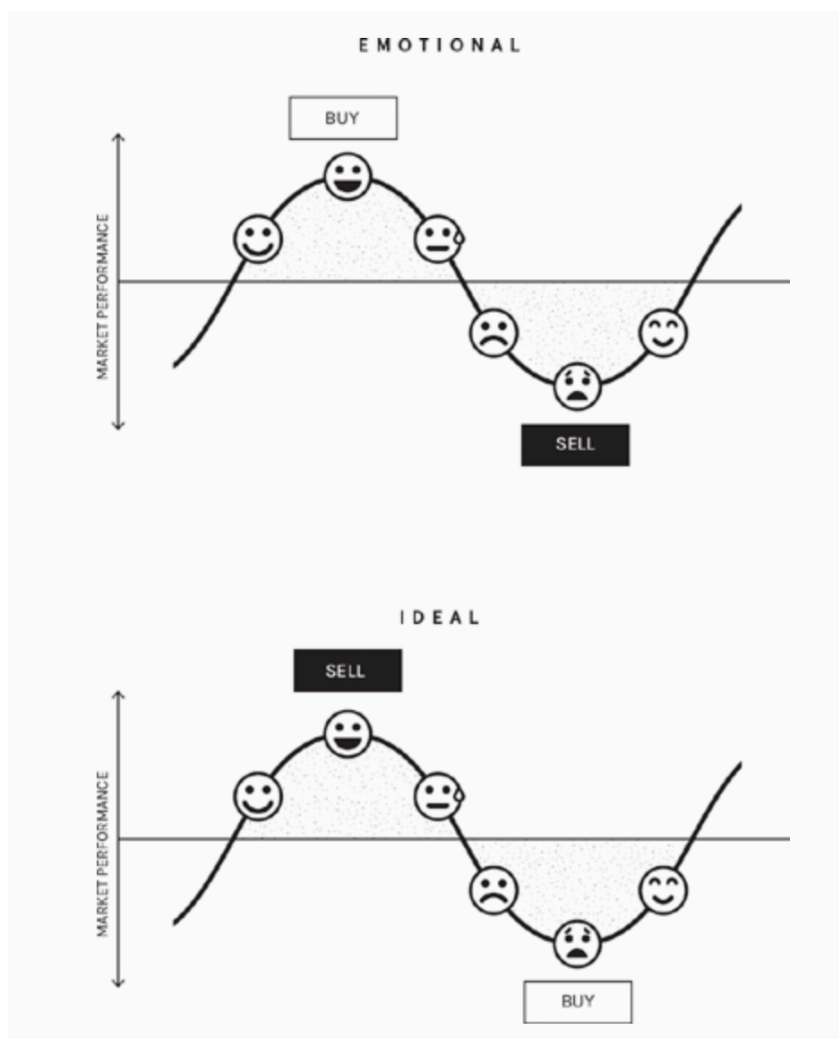 EMOTIONAL
BUY
MARKET PERFORMANCE
SELL
IDEAL
SELL
MARKET PERFORMANCE
BUY